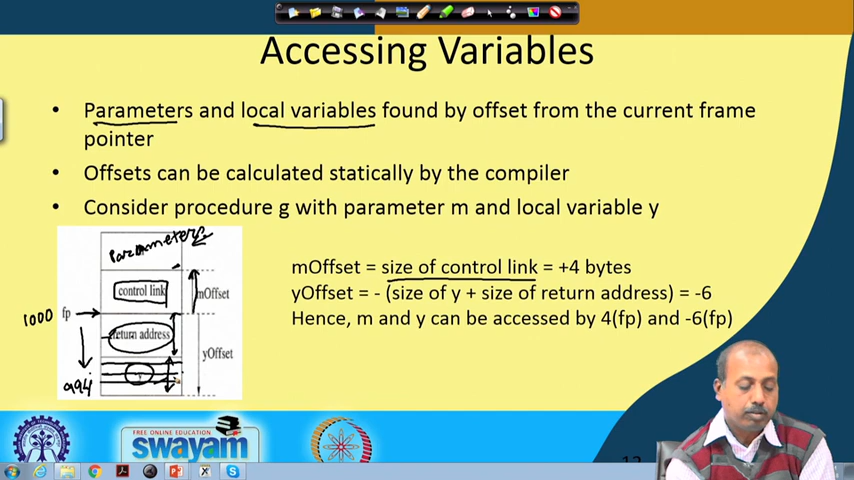 Accessing Variables
• Parameters and local variables found by offset from the current frame
pointer
• Offsets can be calculated statically by the compiler
• Consider procedure g with parameter m and local variable y
Parameters
control link
mOffset
1000 fp
return address
yOffset
994
mOffset = size of control link = +4 bytes
yOffset = - (size of y + size of return address) = -6
Hence, m and y can be accessed by 4(fp) and -6(fp)
FREE ONLINE EDUCATION
swayam